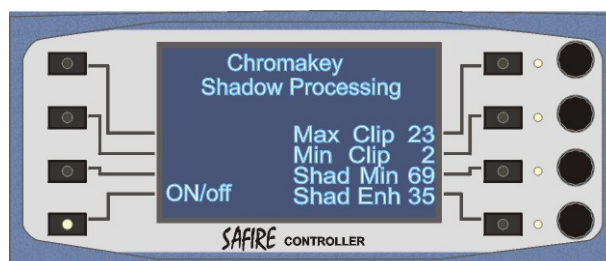 Chromakey
Shadow Processing
Max Clip 23
Min Clip 2
Shad Min 69
ON/off Shad Enh 35
SAFIRE CONTROLLER